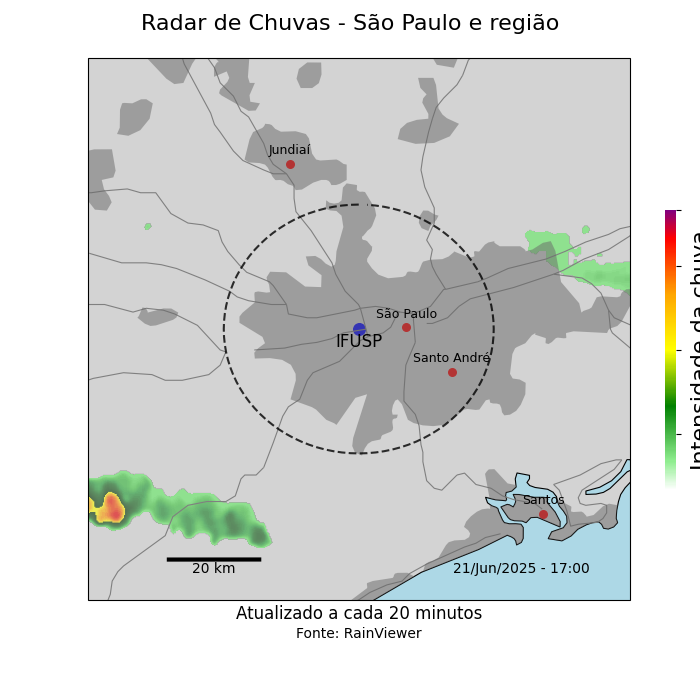 Radar de Chuvas - São Paulo e região
Jundiaí
São Paulo
IFUSP
Santo André
Santos
20 km
21/Jun/2025 - 17:00
Intensidade da chuva
Atualizado a cada 20 minutos
Fonte: RainViewer